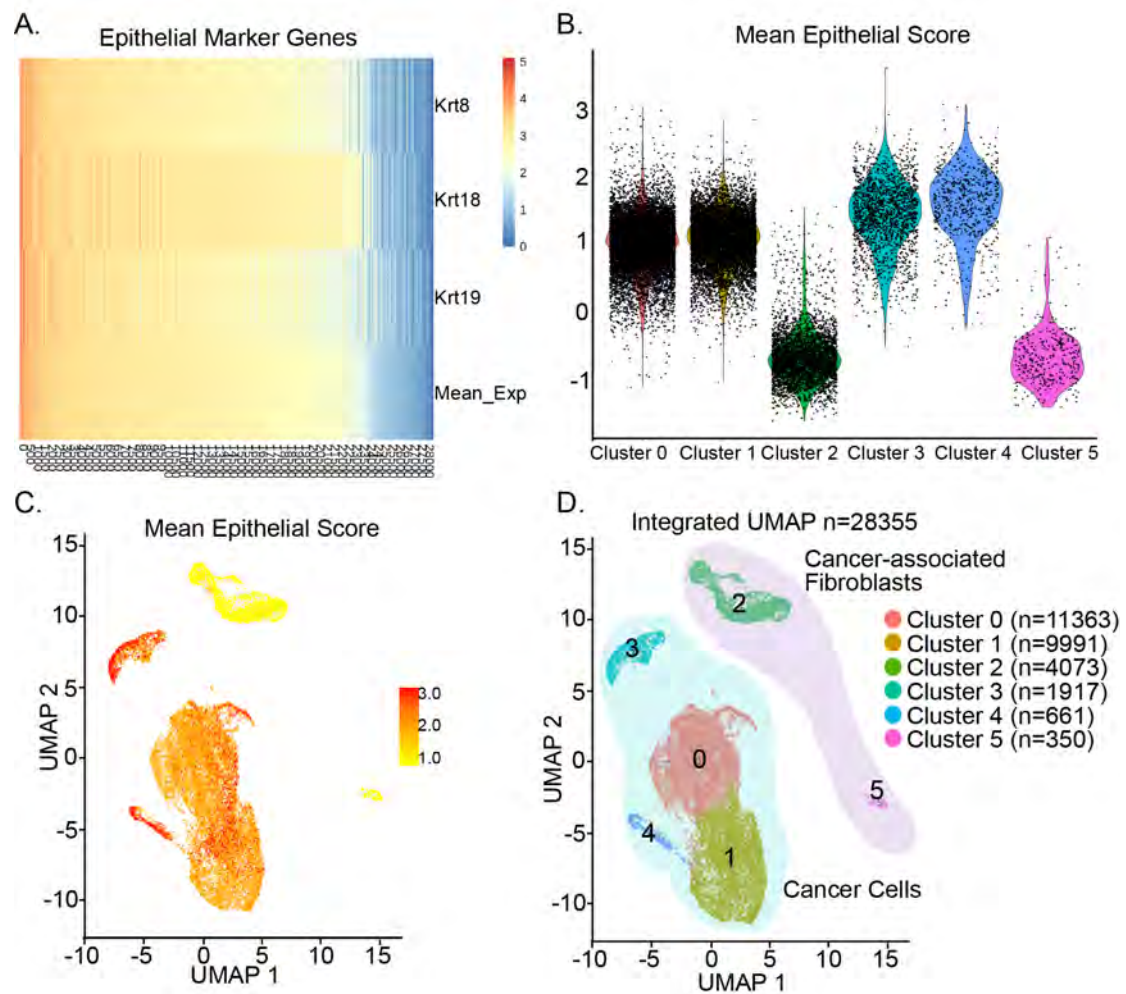 A.
Epithelial Marker Genes
5
4
3
2
1
0
Krt8
Krt18
Krt19
Mean_Exp
B.
Mean Epithelial Score
3
2
1
0
-1
Cluster 0
Cluster 1
Cluster 2
Cluster 3
Cluster 4
Cluster 5
C.
Mean Epithelial Score
15
10
5
0
-5
-10
UMAP 2
3.0
2.0
1.0
-10
-5
0
5
10
15
UMAP 1
D.
Integrated UMAP n=28355
Cancer-associated
Fibroblasts
Cluster 0 (n=11363)
Cluster 1 (n=9991)
Cluster 2 (n=4073)
Cluster 3 (n=1917)
Cluster 4 (n=661)
Cluster 5 (n=350)
15
10
5
0
-5
-10
UMAP 2
2
3
0
5
4
1
Cancer Cells
-10
-5
0
5
10
15
UMAP 1